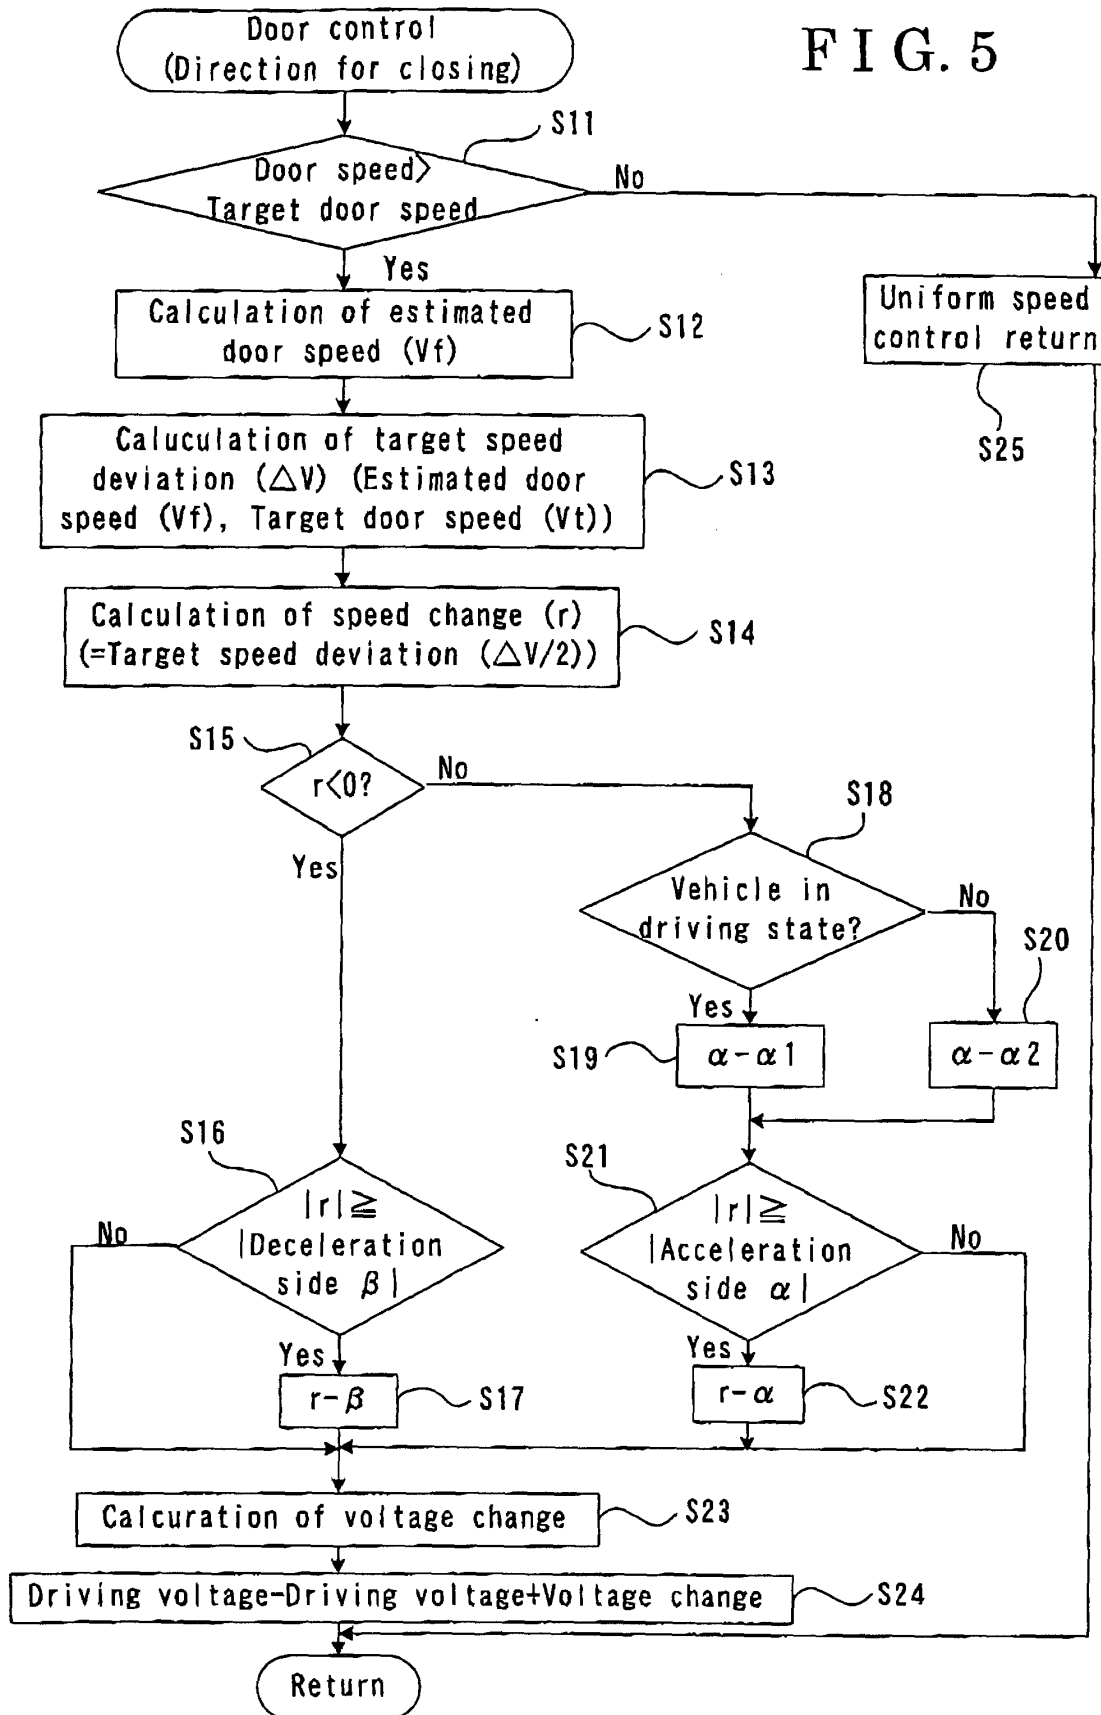 Door control
(Direction for closing)
FIG. 5
S11
Door speed>
Target door speed
No
Yes
Calculation of estimated
door speed (Vf)
S12
Uniform speed
control return
S25
Caluculation of target speed
deviation (△V) (Estimated door
speed (Vf), Target door speed (Vt))
S13
Calculation of speed change (r)
(=Target speed deviation (△V/2))
S14
S15
r<0?
No
Yes
S18
Vehicle in
driving state?
No
Yes
S20
S19
α-α1
α-α2
S16
|r|≧
|Deceleration
side β|
No
Yes
S21
|r|≧
|Acceleration
side α|
No
Yes
r-β
S17
r-α
S22
Calcuration of voltage change
S23
Driving voltage-Driving voltage+Voltage change
S24
Return